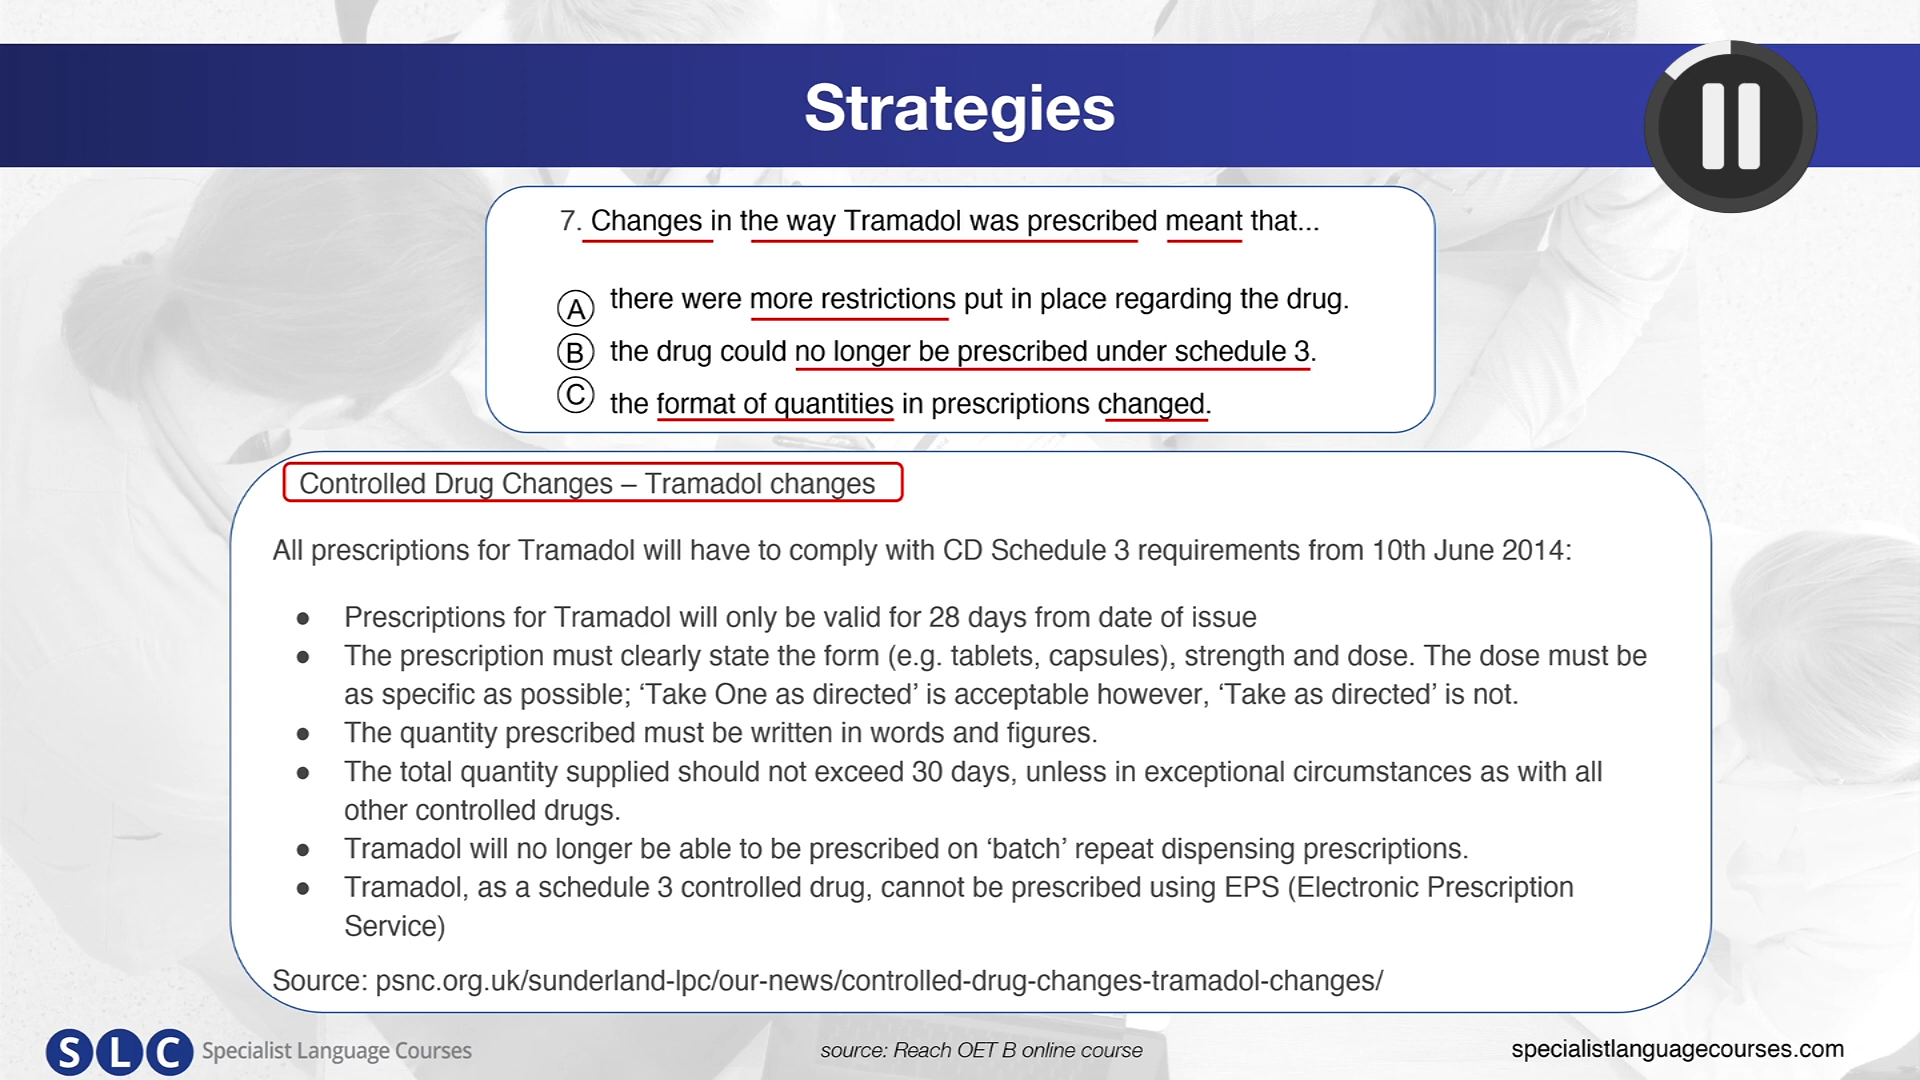 Strategies
7. Changes in the way Tramadol was prescribed meant that...
A there were more restrictions put in place regarding the drug.
B the drug could no longer be prescribed under schedule 3.
C the format of quantities in prescriptions changed.
Controlled Drug Changes – Tramadol changes
All prescriptions for Tramadol will have to comply with CD Schedule 3 requirements from 10th June 2014:
● Prescriptions for Tramadol will only be valid for 28 days from date of issue
● The prescription must clearly state the form (e.g. tablets, capsules), strength and dose. The dose must be
as specific as possible; ‘Take One as directed’ is acceptable however, ‘Take as directed’ is not.
● The quantity prescribed must be written in words and figures.
● The total quantity supplied should not exceed 30 days, unless in exceptional circumstances as with all
other controlled drugs.
● Tramadol will no longer be able to be prescribed on ‘batch’ repeat dispensing prescriptions.
● Tramadol, as a schedule 3 controlled drug, cannot be prescribed using EPS (Electronic Prescription
Service)
Source: psnc.org.uk/sunderland-lpc/our-news/controlled-drug-changes-tramadol-changes/
SLC Specialist Language Courses
source: Reach OET B online course
specialistlanguagecourses.com